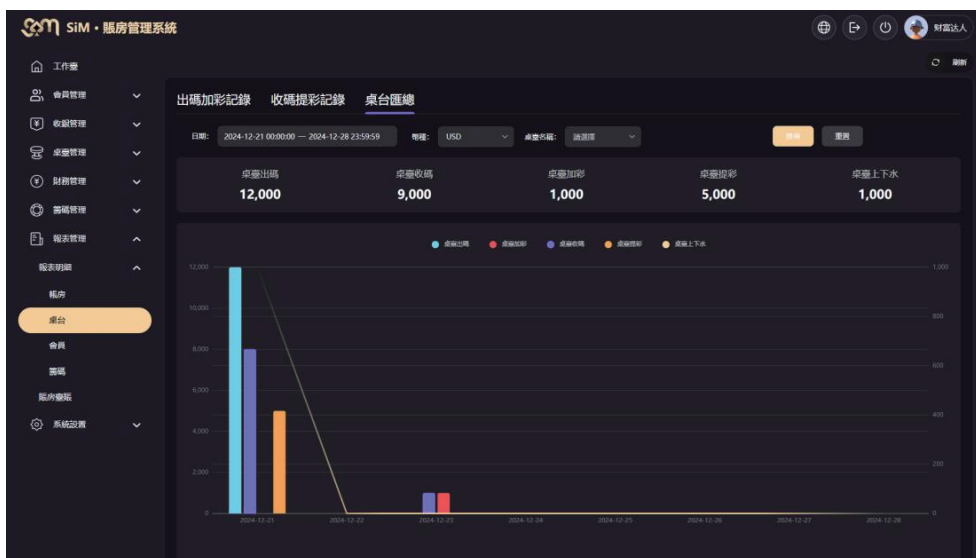 SiM・賬房管理系統
财富达人
刷新
工作臺
會員管理
收銀管理
桌臺管理
財務管理
籌碼管理
報表管理
報表明細
帳房
桌台
會員
籌碼
賬房臺賬
系統設置
出碼加彩記錄 收碼提彩記錄 桌台匯總
日期: 2024-12-21 00:00:00 — 2024-12-28 23:59:59 幣種: USD 桌臺名稱: 請選擇 重置
桌臺出碼 桌臺收碼 桌臺加彩 桌臺提彩 桌臺上下水
12,000 9,000 1,000 5,000 1,000
桌臺出碼 桌臺加彩 桌臺收碼 桌臺提彩 桌臺上下水
12,000 1,000
10,000 800
8,000 600
6,000 400
4,000 200
2,000
0 0
2024-12-21 2024-12-22 2024-12-23 2024-12-24 2024-12-25 2024-12-26 2024-12-27 2024-12-28